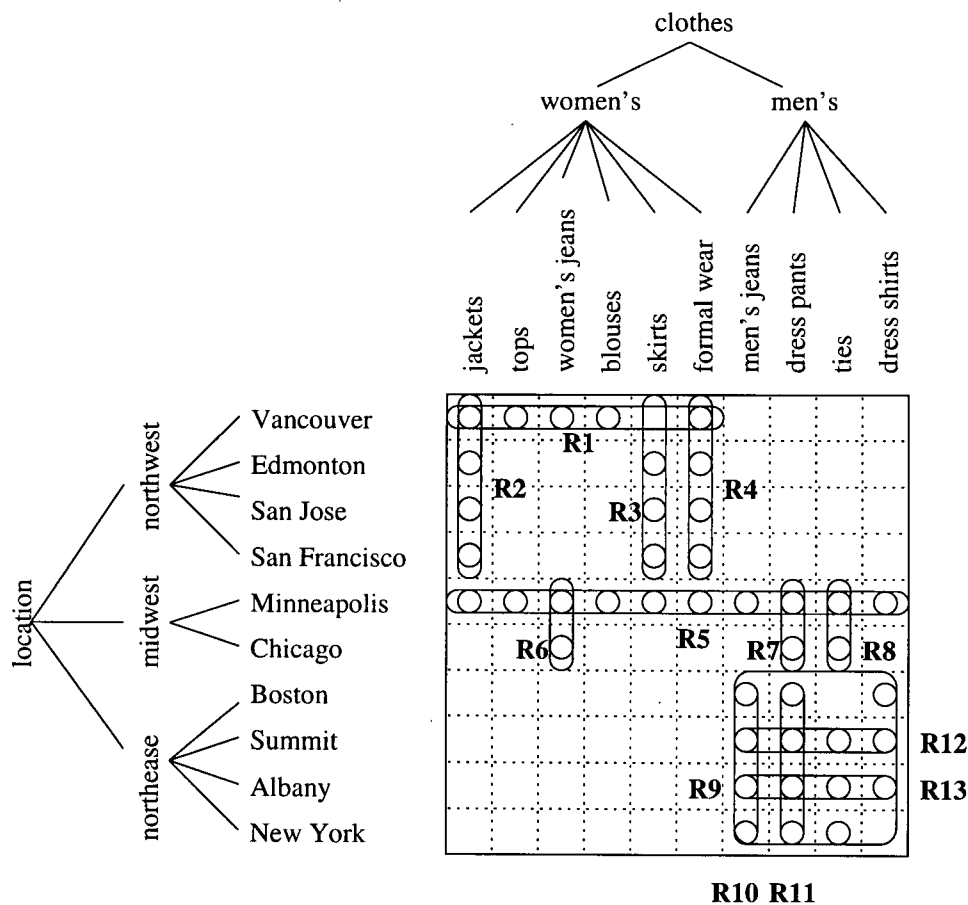 clothes
women's men's
jackets
tops
women's jeans
blouses
skirts
formal wear
men's jeans
dress pants
ties
dress shirts
location
northwest
midwest
northease
Vancouver
Edmonton
San Jose
San Francisco
Minneapolis
Chicago
Boston
Summit
Albany
New York
R1
R2 R4
R3
R6 R5 R7 R8
R12
R9 R13
R10 R11